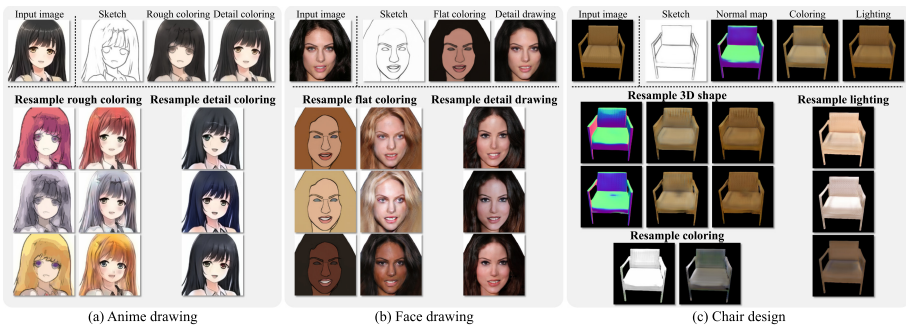 Input image Sketch Rough coloring Detail coloring
Resample rough coloring Resample detail coloring
(a) Anime drawing
Input image Sketch Flat coloring Detail drawing
Resample flat coloring Resample detail drawing
(b) Face drawing
Input image Sketch Normal map Coloring Lighting
Resample 3D shape Resample lighting
Resample coloring
(c) Chair design